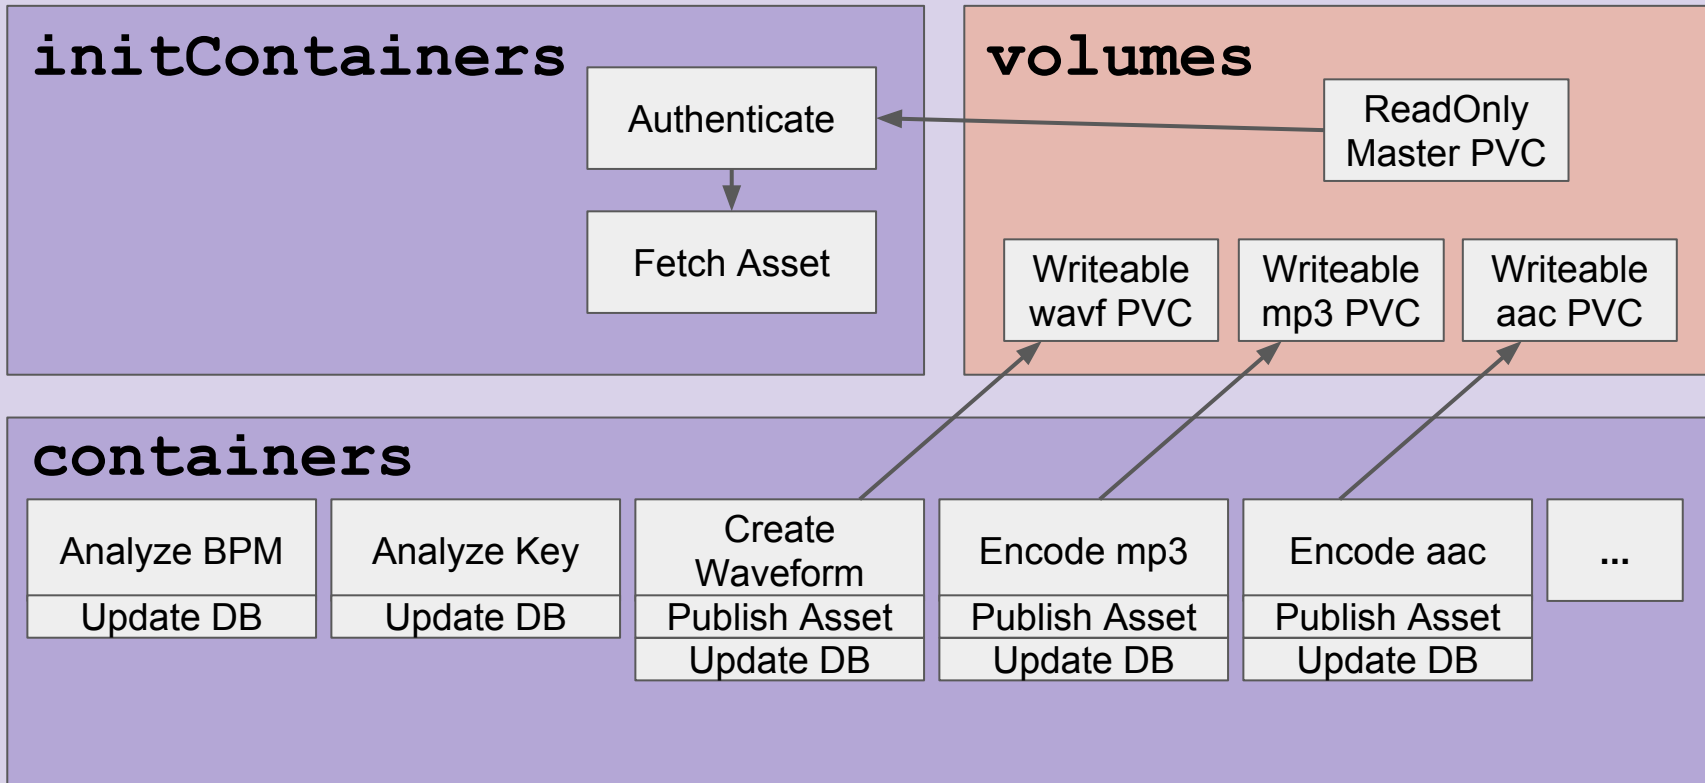 initContainers
Authenticate
Fetch Asset
volumes
ReadOnly
Master PVC
Writeable
wavf PVC
Writeable
mp3 PVC
Writeable
aac PVC
containers
Analyze BPM
Update DB
Analyze Key
Update DB
Create
Waveform
Publish Asset
Update DB
Encode mp3
Publish Asset
Update DB
Encode aac
Publish Asset
Update DB
...